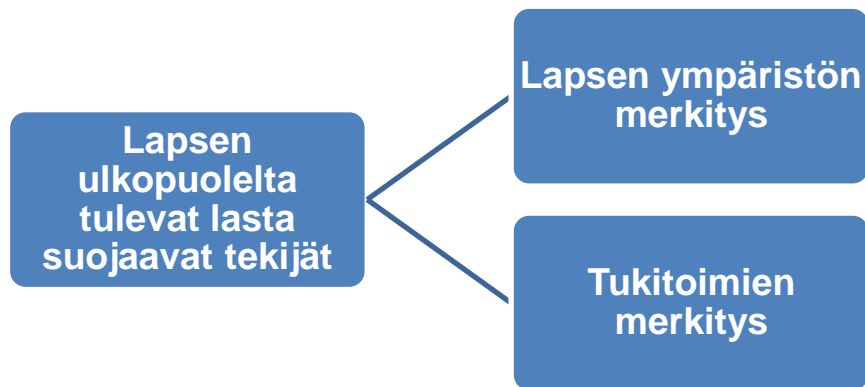 Lapsen
ulkopuolelta
tulevat lasta
suojaavat tekijät
Lapsen ympäristön
merkitys
Tukitoimien
merkitys